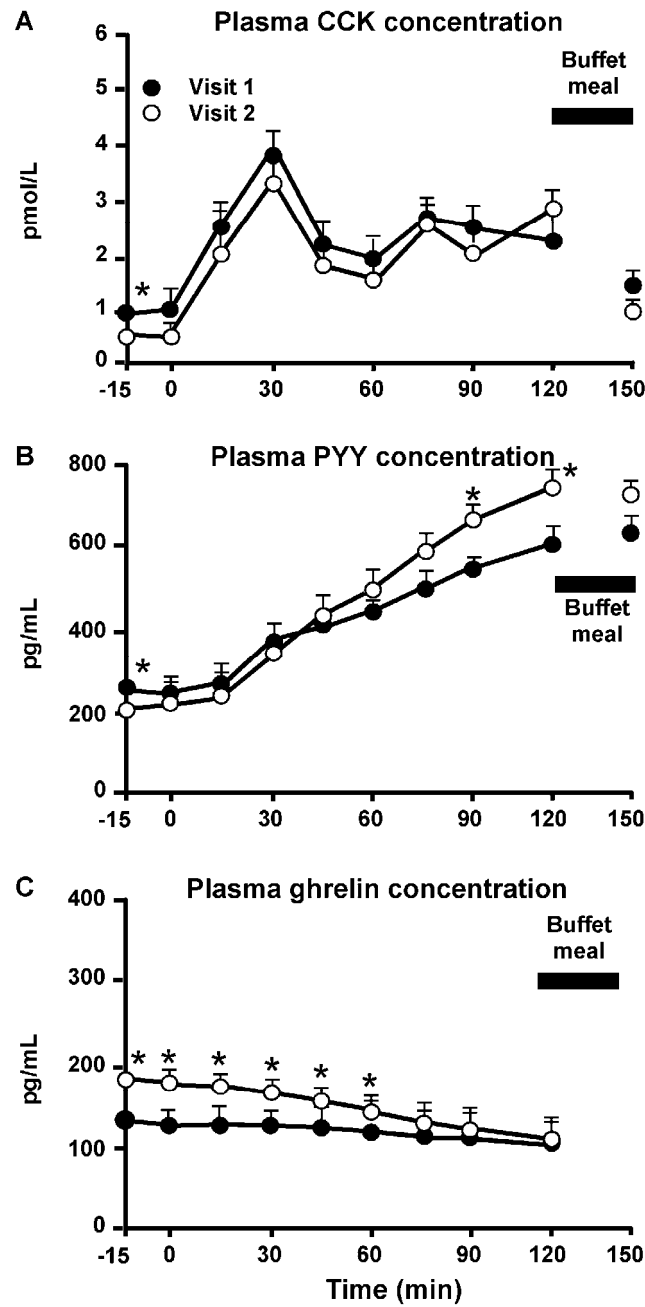 A
Plasma CCK concentration
6
5
4
3
2
1
0
pmol/L
Visit 1
Visit 2
Buffet
meal
*
-15 0 30 60 90 120 150
B
Plasma PYY concentration
800
600
400
200
0
pg/mL
*
*
*
Buffet
meal
-15 0 30 60 90 120 150
C
Plasma ghrelin concentration
400
300
200
100
0
pg/mL
Buffet
meal
* * * * * *
-15 0 30 60 90 120 150
Time (min)